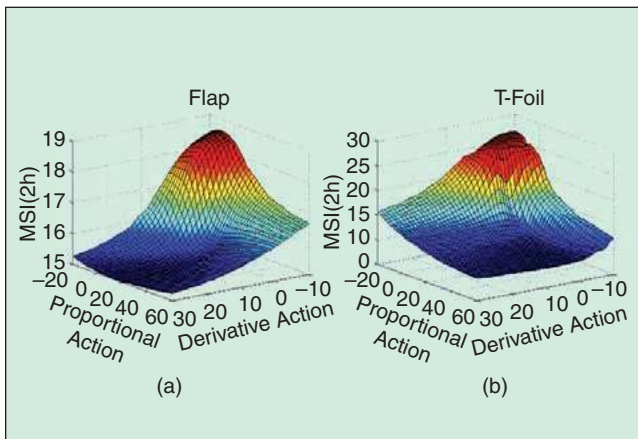 Flap
19
18
17
16
15
MSI(2h)
–20
0
20
40
60
Proportional
Action
30
20
10
0
–10
Derivative Action
(a)
T-Foil
30
25
20
15
10
0
MSI(2h)
–20
0
20
40
60
Proportional
Action
30
20
10
0
–10
Derivative Action
(b)